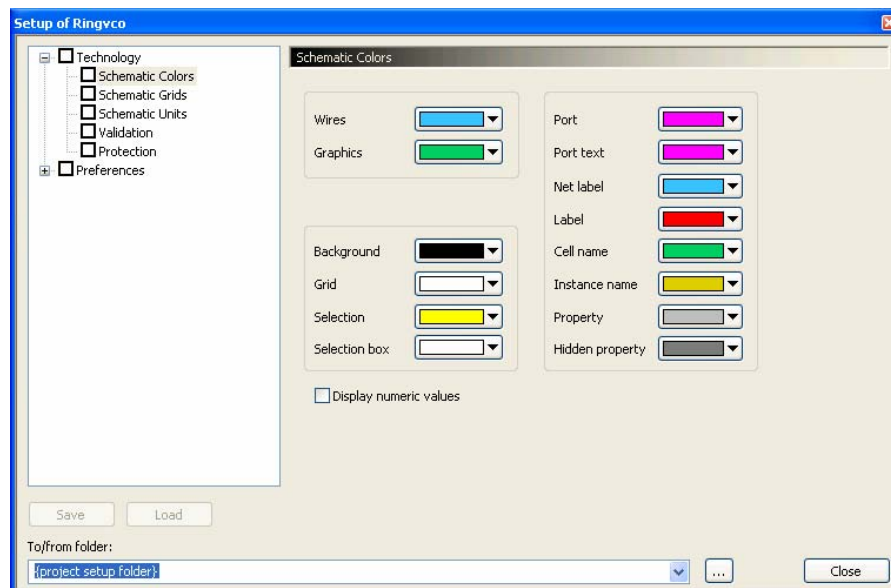 Setup of Ringvco
Technology
Schematic Colors
Schematic Grids
Schematic Units
Validation
Protection
Preferences
Schematic Colors
Wires
Graphics
Background
Grid
Selection
Selection box
Port
Port text
Net label
Label
Cell name
Instance name
Property
Hidden property
Display numeric values
Save Load
To/from folder:
{project setup folder} ... Close